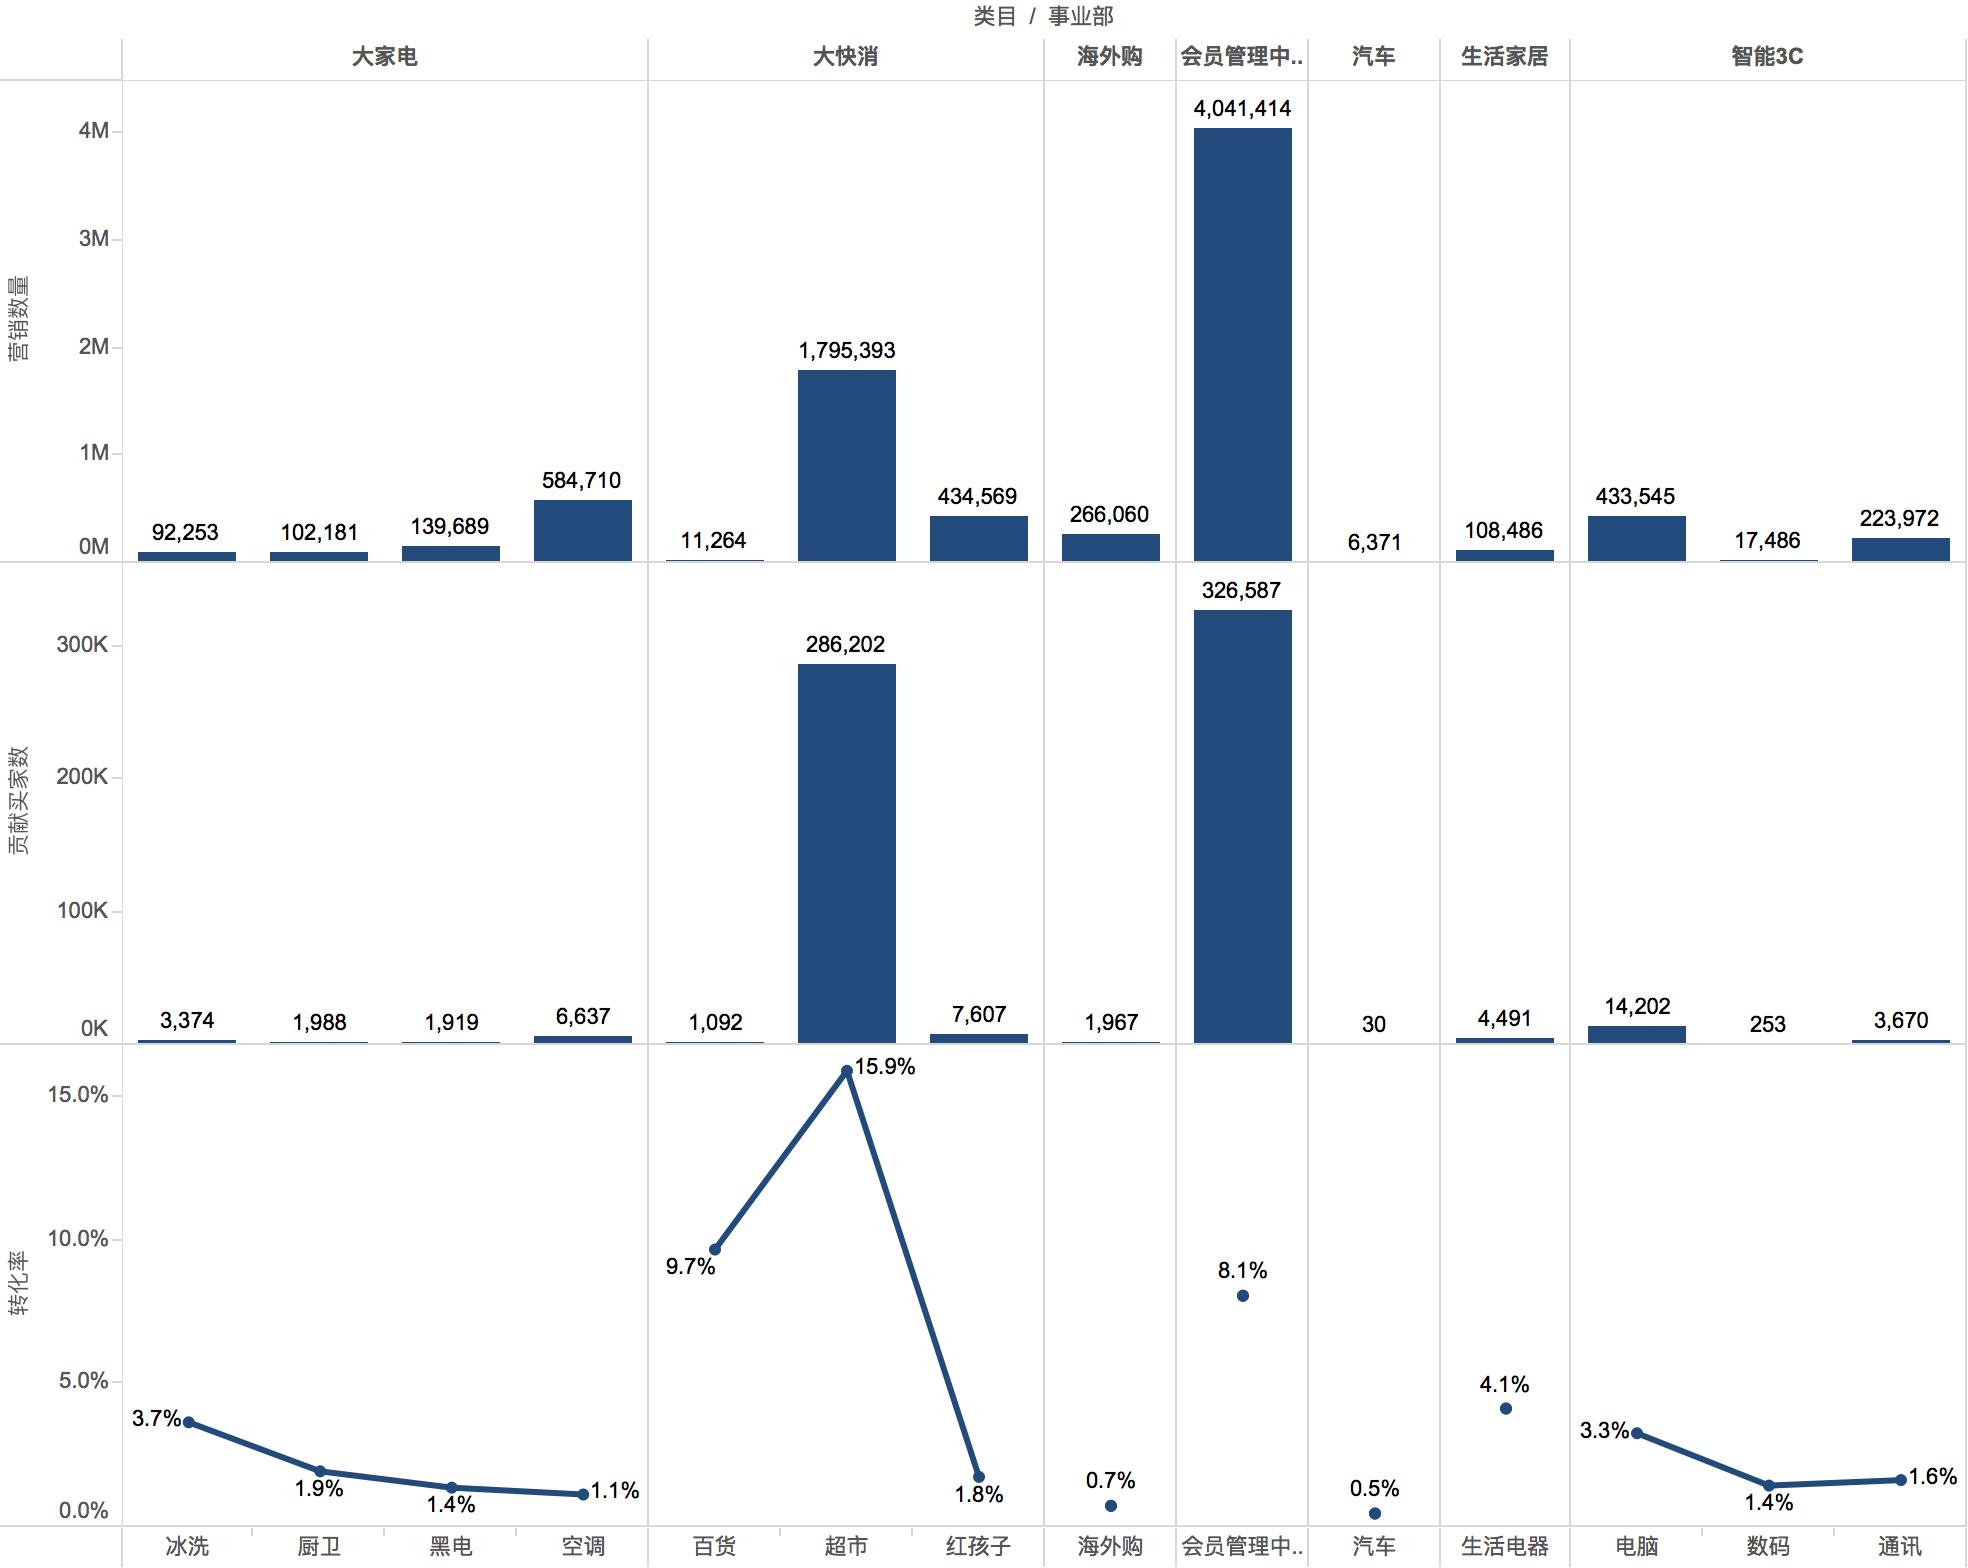 类目 / 事业部
大家电 大快消 海外购 会员管理中.. 汽车 生活家居 智能3C
营销数量
4M
3M
2M
1M
0M
92,253 102,181 139,689 584,710 11,264 1,795,393 434,569 266,060 4,041,414 6,371 108,486 433,545 17,486 223,972
贡献买家数
300K
200K
100K
0K
3,374 1,988 1,919 6,637 1,092 286,202 7,607 1,967 326,587 30 4,491 14,202 253 3,670
转化率
15.0%
10.0%
5.0%
0.0%
3.7% 1.9% 1.4% 1.1% 9.7% 15.9% 1.8% 0.7% 8.1% 0.5% 4.1% 3.3% 1.4% 1.6%
冰洗 厨卫 黑电 空调 百货 超市 红孩子 海外购 会员管理中.. 汽车 生活电器 电脑 数码 通讯